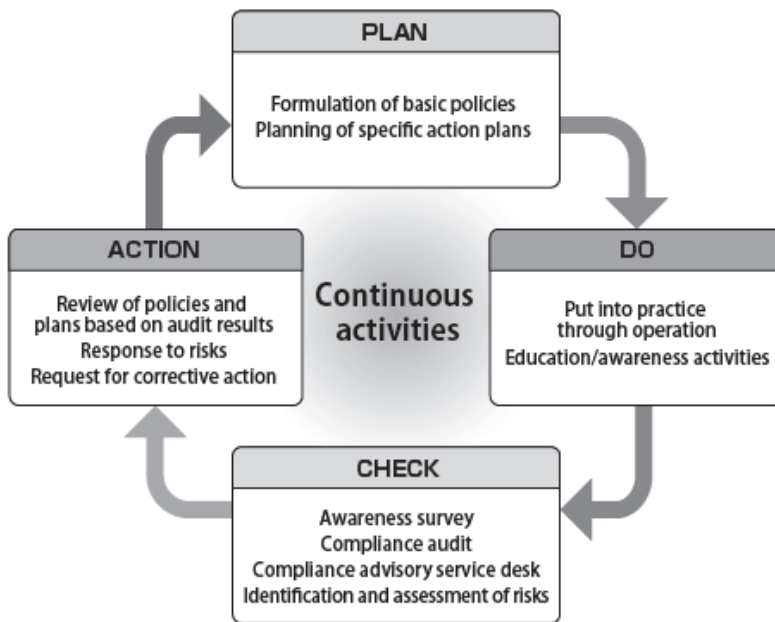 PLAN
Formulation of basic policies
Planning of specific action plans
ACTION
Review of policies and
plans based on audit results
Response to risks
Request for corrective action
Continuous
activities
DO
Put into practice
through operation
Education/awareness activities
CHECK
Awareness survey
Compliance audit
Compliance advisory service desk
Identification and assessment of risks